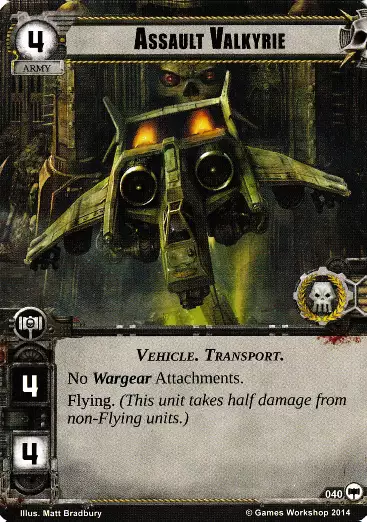 4
ASSAULT VALKYRIE
ARMY
VEHICLE. TRANSPORT.
No Wargear Attachments.
4
Flying. (This unit takes half damage from
non-Flying units.)
4
040
Illus. Matt Bradbury
© Games Workshop 2014